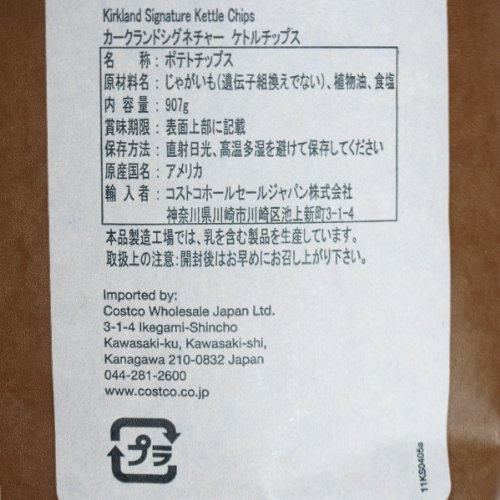 Kirkland Signature Kettle Chips
カークランドシグネチャー ケトルチップス
名称：ポテトチップス
原材料名：じゃがいも(遺伝子組換えでない)、植物油、食塩
内容量：907g
賞味期限：表面上部に記載
保存方法：直射日光、高温多湿を避けて保存してください
原産国名：アメリカ
輸入者：コストコホールセールジャパン株式会社
神奈川県川崎市川崎区池上新町3-1-4
本品製造工場では、乳を含む製品を生産しています。
取扱上の注意：開封後はお早めにお召し上がり下さい。
Imported by:
Costco Wholesale Japan Ltd.
3-1-4 Ikegami-Shincho
Kawasaki-ku, Kawasaki-shi,
Kanagawa 210-0832 Japan
044-281-2600
www.costco.co.jp
プラ
11KS0405a